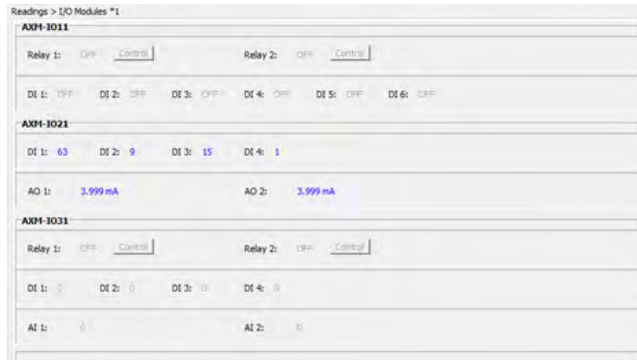 Readings > I/O Modules *1
AXM-IO11
Relay 1: OFF Control Relay 2: OFF Control
DI 1: OFF DI 2: OFF DI 3: OFF DI 4: OFF DI 5: OFF DI 6: OFF
AXM-IO21
DI 1: 63 DI 2: 9 DI 3: 15 DI 4: 1
AO 1: 3.999 mA AO 2: 3.999 mA
AXM-IO31
Relay 1: OFF Control Relay 2: OFF Control
DI 1: 0 DI 2: 0 DI 3: 0 DI 4: 0
AI 1: 0 AI 2: 0